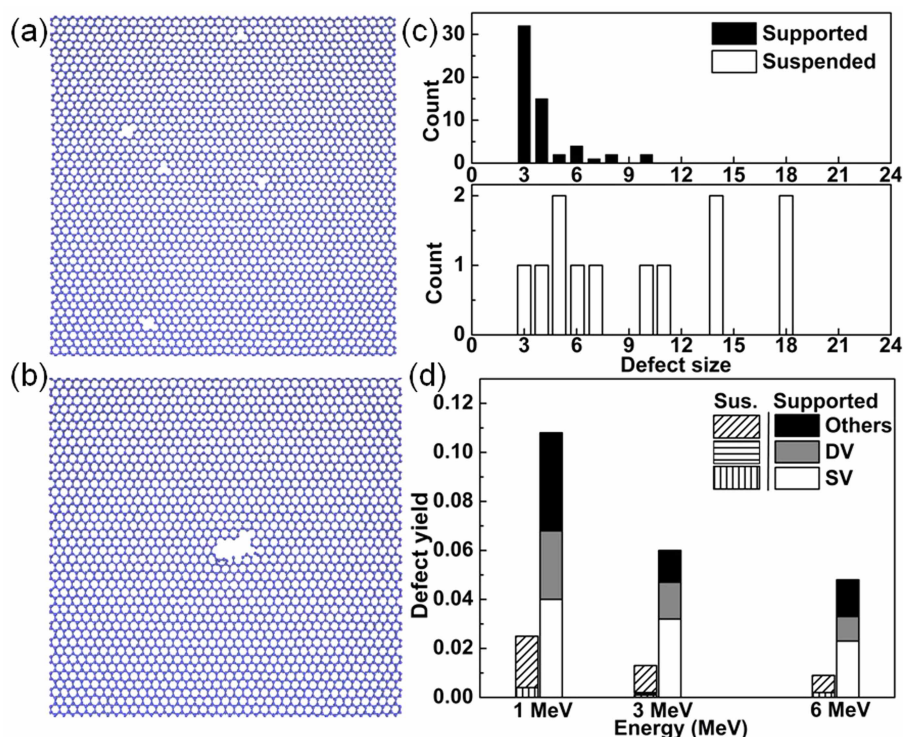 (a)
(b)
(c)
Count
30
20
10
0
Supported
Suspended
0 3 6 9 12 15 18 21 24
Count
2
1
0
0 3 6 9 12 15 18 21 24
Defect size
(d)
Defect yield
0.12
0.10
0.08
0.06
0.04
0.02
0.00
Sus. Supported
Others
DV
SV
1 MeV 3 MeV 6 MeV
Energy (MeV)